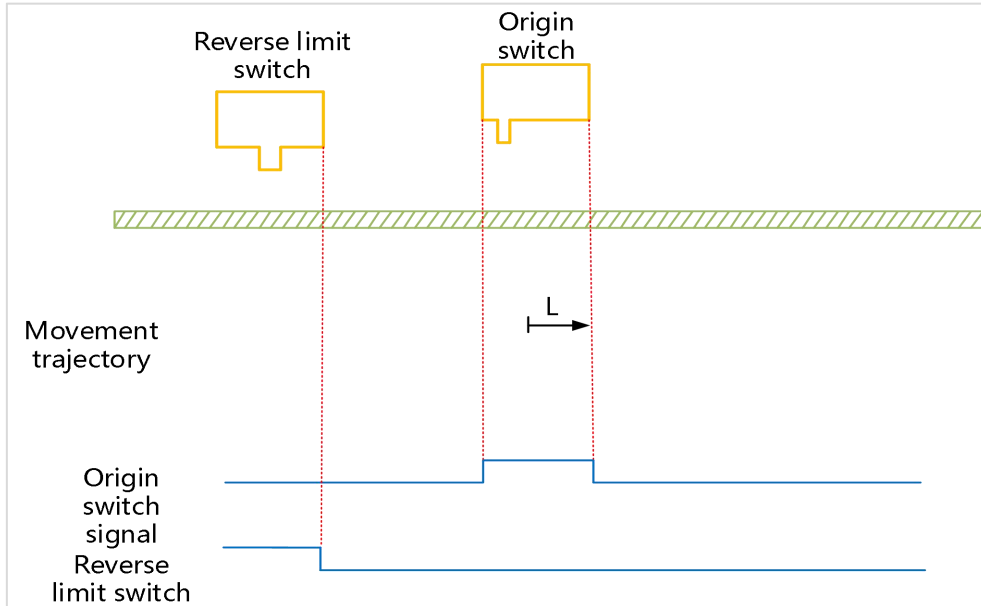 Reverse limit
switch
Origin
switch
L
Movement
trajectory
Origin
switch
signal
Reverse
limit switch